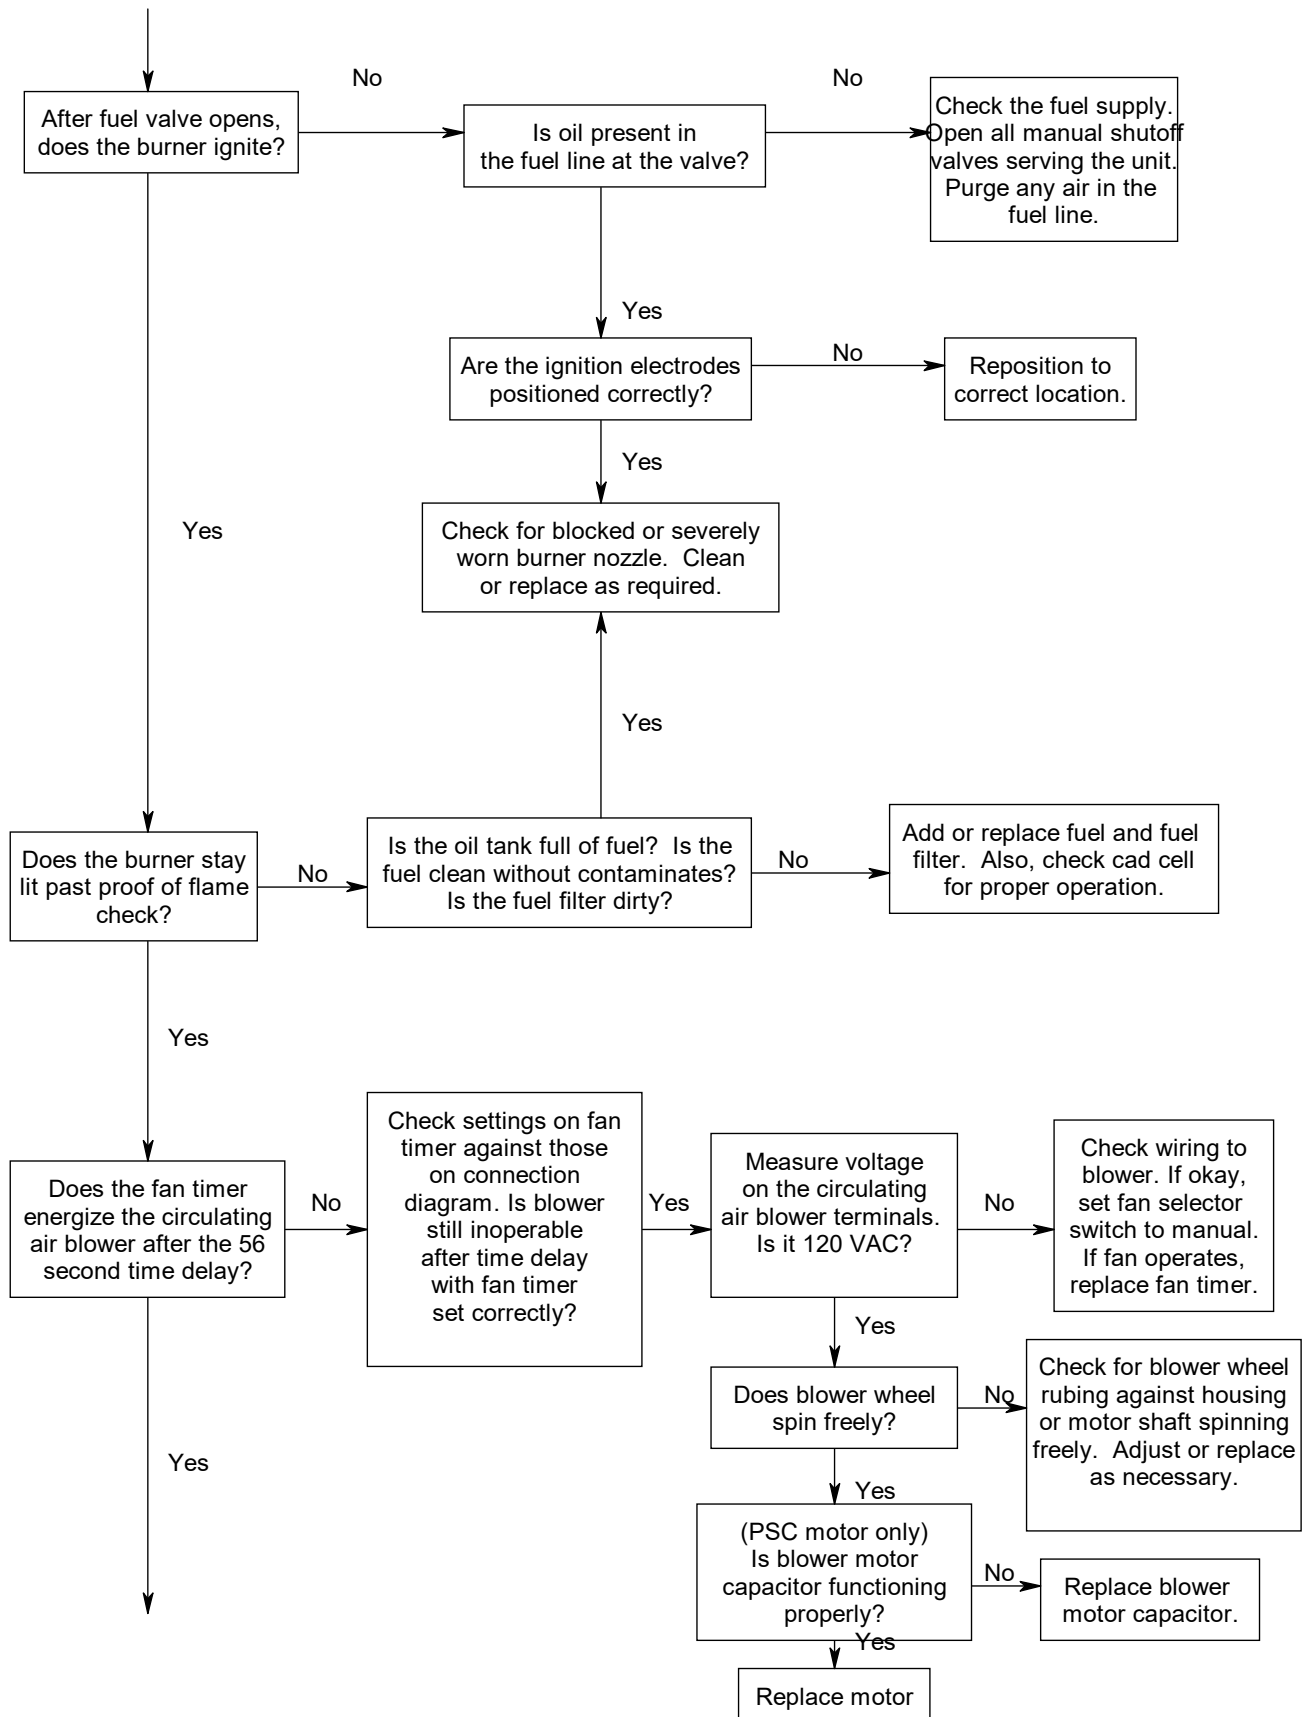 No
No
After fuel valve opens,
does the burner ignite?
Is oil present in
the fuel line at the valve?
Check the fuel supply.
Open all manual shutoff
valves serving the unit.
Purge any air in the
fuel line.
Yes
Are the ignition electrodes
positioned correctly?
No
Reposition to
correct location.
Yes
Yes
Check for blocked or severely
worn burner nozzle.  Clean
or replace as required.
Yes
Does the burner stay
lit past proof of flame
check?
No
Is the oil tank full of fuel?  Is the
fuel clean without contaminates?
Is the fuel filter dirty?
No
Add or replace fuel and fuel
filter.  Also, check cad cell
for proper operation.
Yes
Does the fan timer
energize the circulating
air blower after the 56
second time delay?
No
Check settings on fan
timer against those
on connection
diagram. Is blower
still inoperable
after time delay
with fan timer
set correctly?
Yes
Measure voltage
on the circulating
air blower terminals.
Is it 120 VAC?
No
Check wiring to
blower. If okay,
set fan selector
switch to manual.
If fan operates,
replace fan timer.
Yes
Does blower wheel
spin freely?
No
Check for blower wheel
rubing against housing
or motor shaft spinning
freely.  Adjust or replace
as necessary.
Yes
Yes
(PSC motor only)
Is blower motor
capacitor functioning
properly?
No
Replace blower
motor capacitor.
Yes
Replace motor